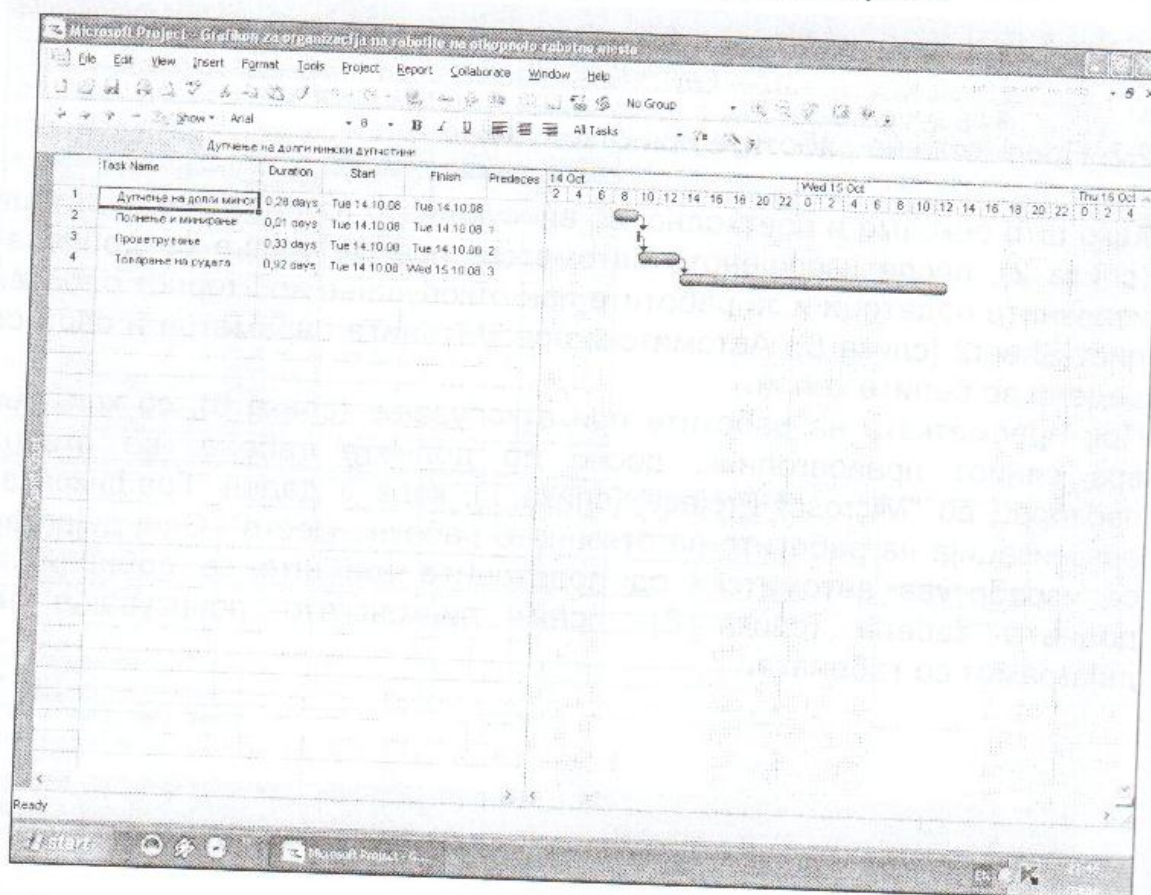 Microsoft Project - Grafikon za organizacija na rabotite na otkopnoto rabotno mesto
File Edit View Insert Format Tools Project Report Collaborate Window Help
No Group
Show Arial 8 B I U All Tasks
Дупчење на долги мински дупчотини
Task Name Duration Start Finish Predeces 14 Oct Wed 15 Oct Thu 16 Oct
2 4 6 8 10 12 14 16 18 20 22 0 2 4 6 8 10 12 14 16 18 20 22 0 2 4
1 Дупчење на долги минск 0,28 days Tue 14.10.08 Tue 14.10.08
2 Полнење и минирање 0,01 days Tue 14.10.08 Tue 14.10.08 1
3 Проветрување 0,33 days Tue 14.10.08 Tue 14.10.08 2
4 Товарање на рудата 0,92 days Tue 14.10.08 Wed 15.10.08 3
Ready
start Microsoft Project - G... EN